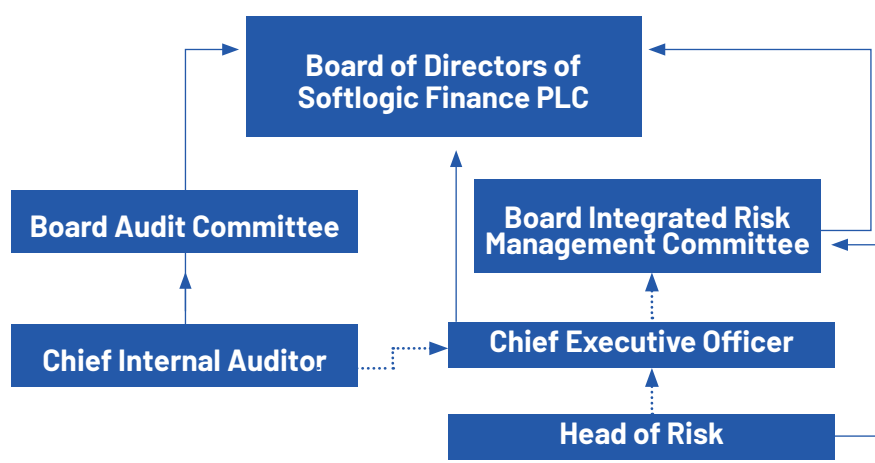 Board of Directors of
Softlogic Finance PLC
Board Audit Committee
Board Integrated Risk
Management Committee
Chief Internal Auditor
Chief Executive Officer
Head of Risk